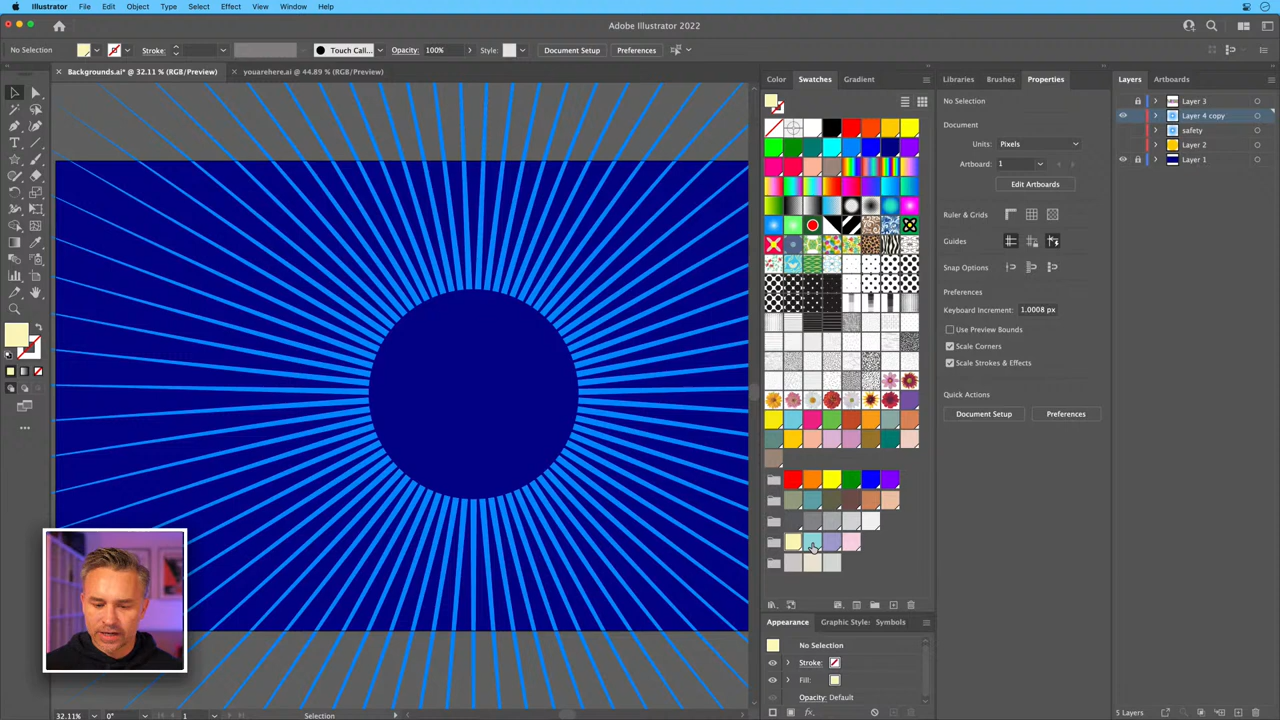 Illustrator File Edit Object Type Select Effect View Window Help
Adobe Illustrator 2022
No Selection Stroke: Touch Call... Opacity: 100% Style: Document Setup Preferences
Backgrounds.ai* @ 32.11 % (RGB/Preview) youarehere.ai @ 44.89 % (RGB/Preview)
Color Swatches Gradient
Libraries Brushes Properties
Layers Artboards
No Selection
Document
Units: Pixels
Artboard: 1
Edit Artboards
Ruler & Grids
Guides
Snap Options
Preferences
Keyboard Increment: 1.0008 px
Use Preview Bounds
Scale Corners
Scale Strokes & Effects
Quick Actions
Document Setup Preferences
Layer 3
Layer 4 copy
safety
Layer 2
Layer 1
Appearance Graphic Style: Symbols
No Selection
Stroke:
Fill:
Opacity: Default
fx
32.11% 0° 1 Selection
5 Layers